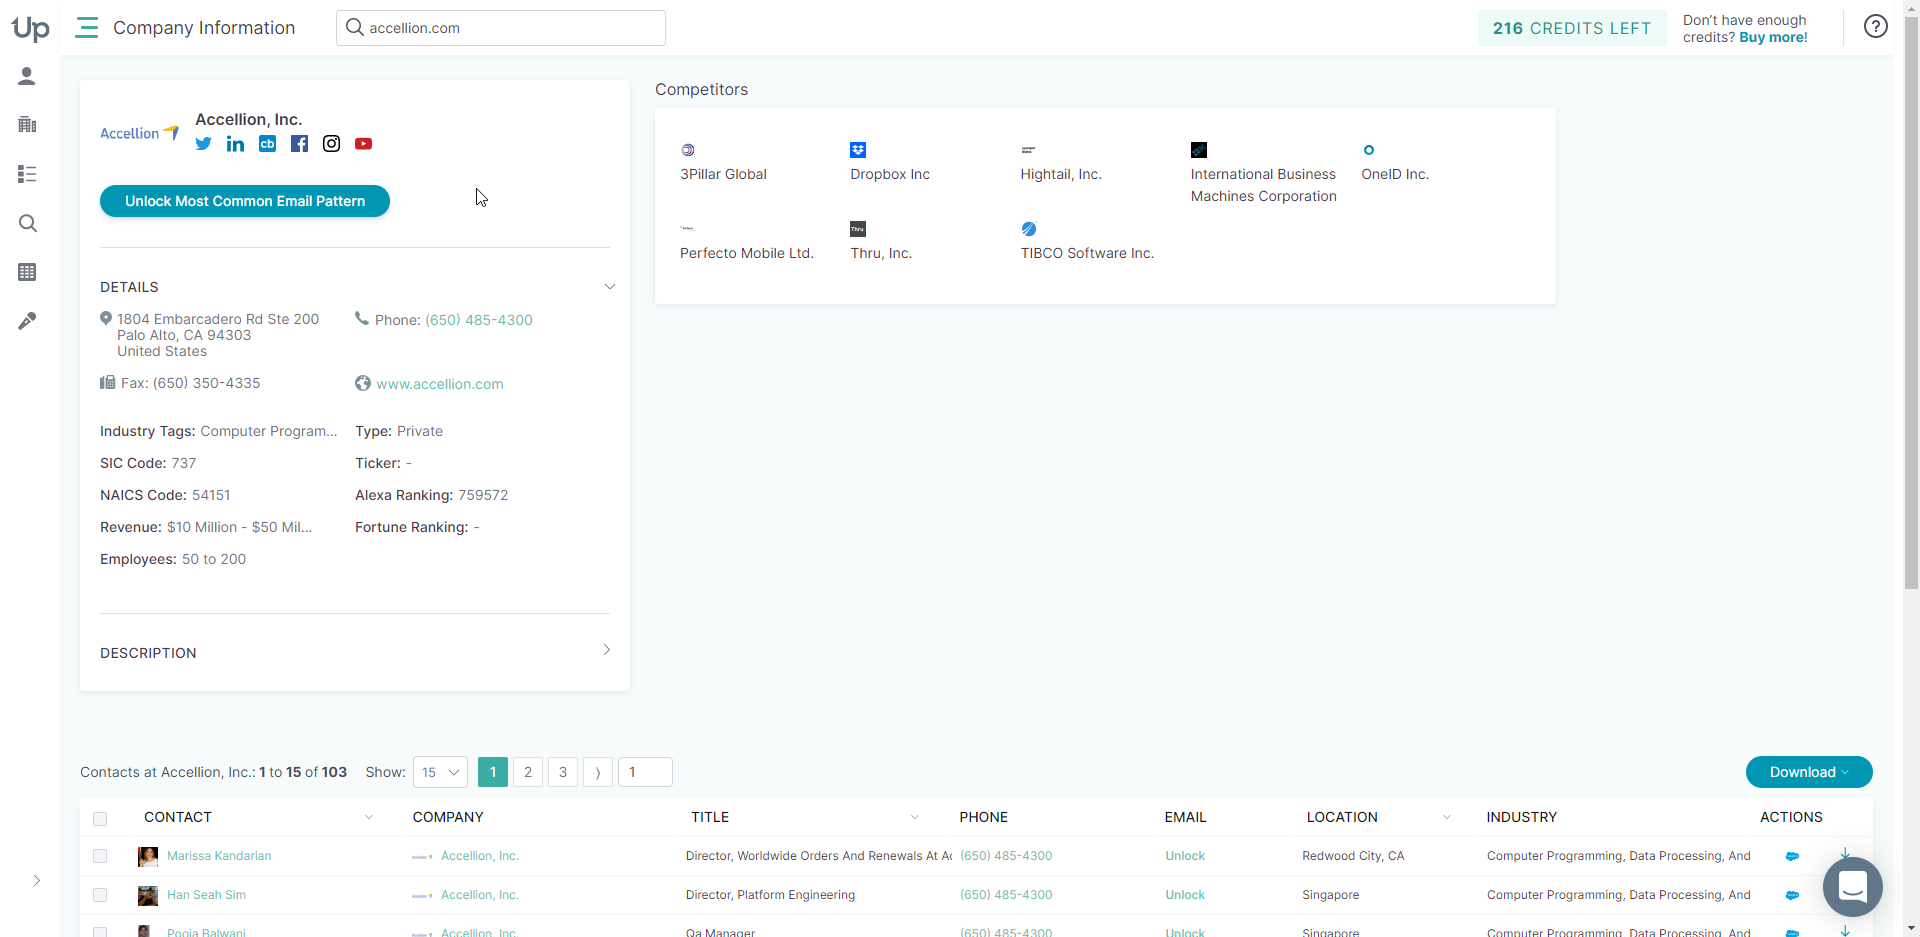 Up
Company Information
accellion.com
216 CREDITS LEFT
Don't have enough
credits? Buy more!
Accellion
Accellion, Inc.
Unlock Most Common Email Pattern
DETAILS
1804 Embarcadero Rd Ste 200
Palo Alto, CA 94303
United States
Phone: (650) 485-4300
Fax: (650) 350-4335
www.accellion.com
Industry Tags: Computer Program...
Type: Private
SIC Code: 737
Ticker: -
NAICS Code: 54151
Alexa Ranking: 759572
Revenue: $10 Million - $50 Mil...
Fortune Ranking: -
Employees: 50 to 200
DESCRIPTION
Competitors
3Pillar Global
Dropbox Inc
Hightail, Inc.
International Business
Machines Corporation
OneID Inc.
Perfecto Mobile Ltd.
Thru
Thru, Inc.
TIBCO Software Inc.
Contacts at Accellion, Inc.: 1 to 15 of 103 Show: 15 1 2 3 ⟩ 1
Download
CONTACT COMPANY TITLE PHONE EMAIL LOCATION INDUSTRY ACTIONS
Marissa Kandarian Accellion, Inc. Director, Worldwide Orders And Renewals At Ac (650) 485-4300 Unlock Redwood City, CA Computer Programming, Data Processing, And
Han Seah Sim Accellion, Inc. Director, Platform Engineering (650) 485-4300 Unlock Singapore Computer Programming, Data Processing, And
Pooja Balwani Accellion, Inc. Qa Manager (650) 485-4300 Unlock Singapore Computer Programming, Data Processing, And